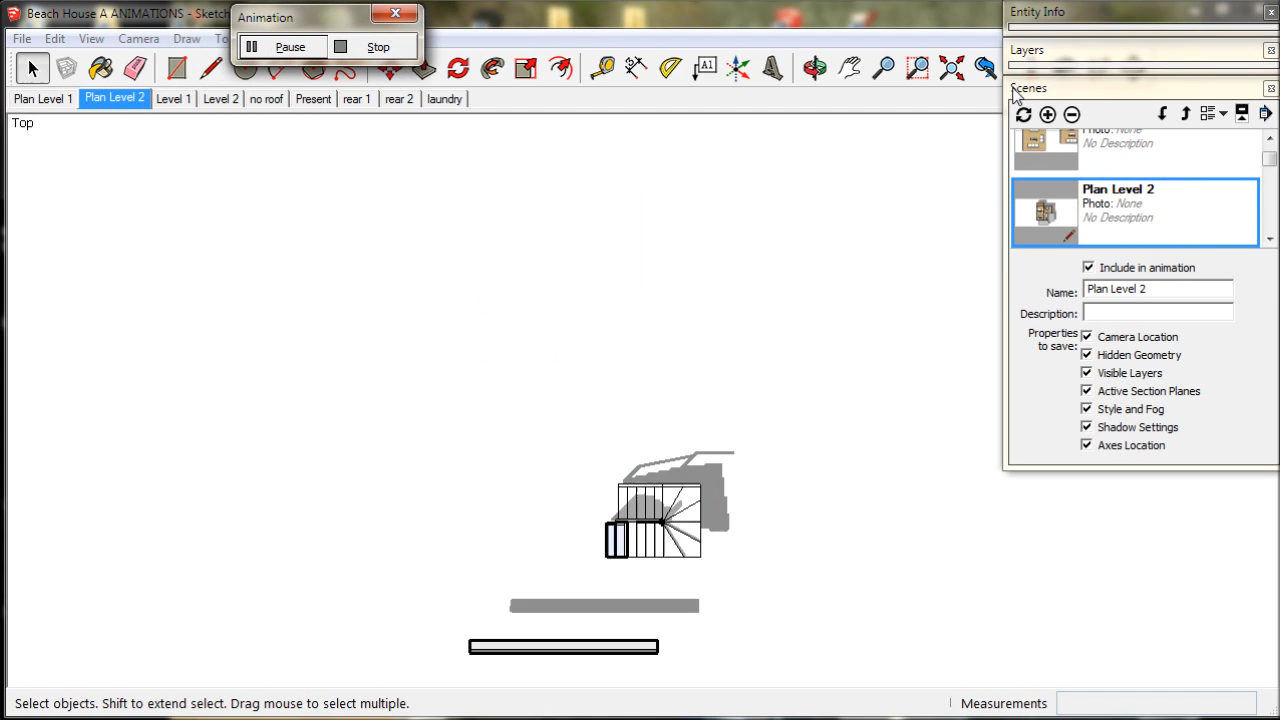 Beach House A ANIMATIONS - Sketch
Animation
Entity Info
File Edit View Camera Draw
Pause Stop
Layers
A1
Scenes
Plan Level 1 Plan Level 2 Level 1 Level 2 no roof Present rear 1 rear 2 laundry
Top
Photo: None
No Description
Plan Level 2
Photo: None
No Description
Include in animation
Name: Plan Level 2
Description:
Properties to save:
Camera Location
Hidden Geometry
Visible Layers
Active Section Planes
Style and Fog
Shadow Settings
Axes Location
Select objects. Shift to extend select. Drag mouse to select multiple.
Measurements